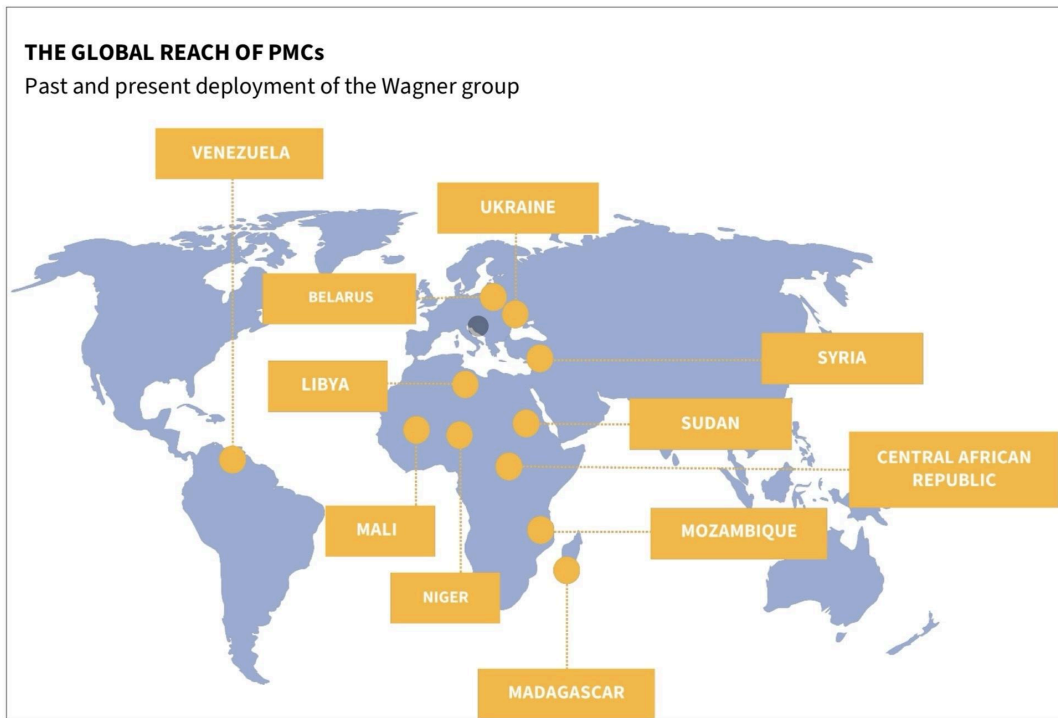 THE GLOBAL REACH OF PMCs
Past and present deployment of the Wagner group
VENEZUELA
UKRAINE
BELARUS
SYRIA
LIBYA
SUDAN
CENTRAL AFRICAN
REPUBLIC
MALI
MOZAMBIQUE
NIGER
MADAGASCAR